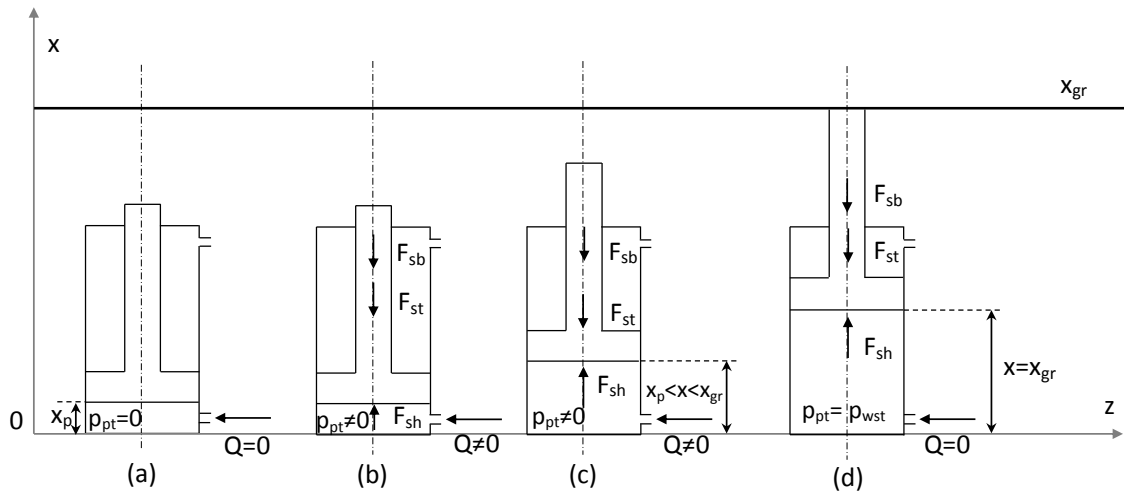 x
x_gr
F_sb
F_sb
F_st
F_sb
F_st
F_st
F_sh
x=x_gr
F_sh
x_p<x<x_gr
0
x_p
p_pt=0
p_pt≠0
F_sh
p_pt≠0
p_pt= p_wst
z
Q=0
Q≠0
Q≠0
Q=0
(a)
(b)
(c)
(d)